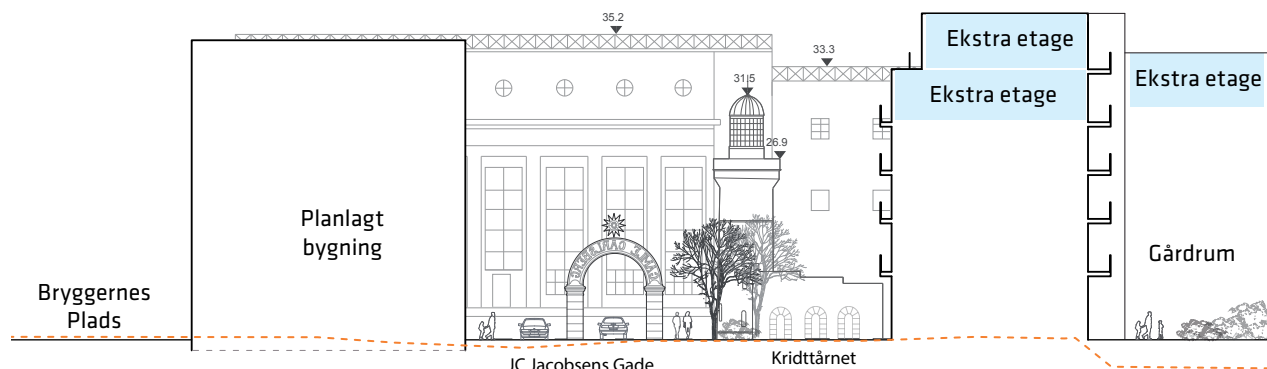 35.2
33.3
31.5
26.9
Ekstra etage
Ekstra etage
Ekstra etage
Planlagt
bygning
Bryggernes
Plads
Gårdrum
JC Jacobsens Gade
Kridttårnet